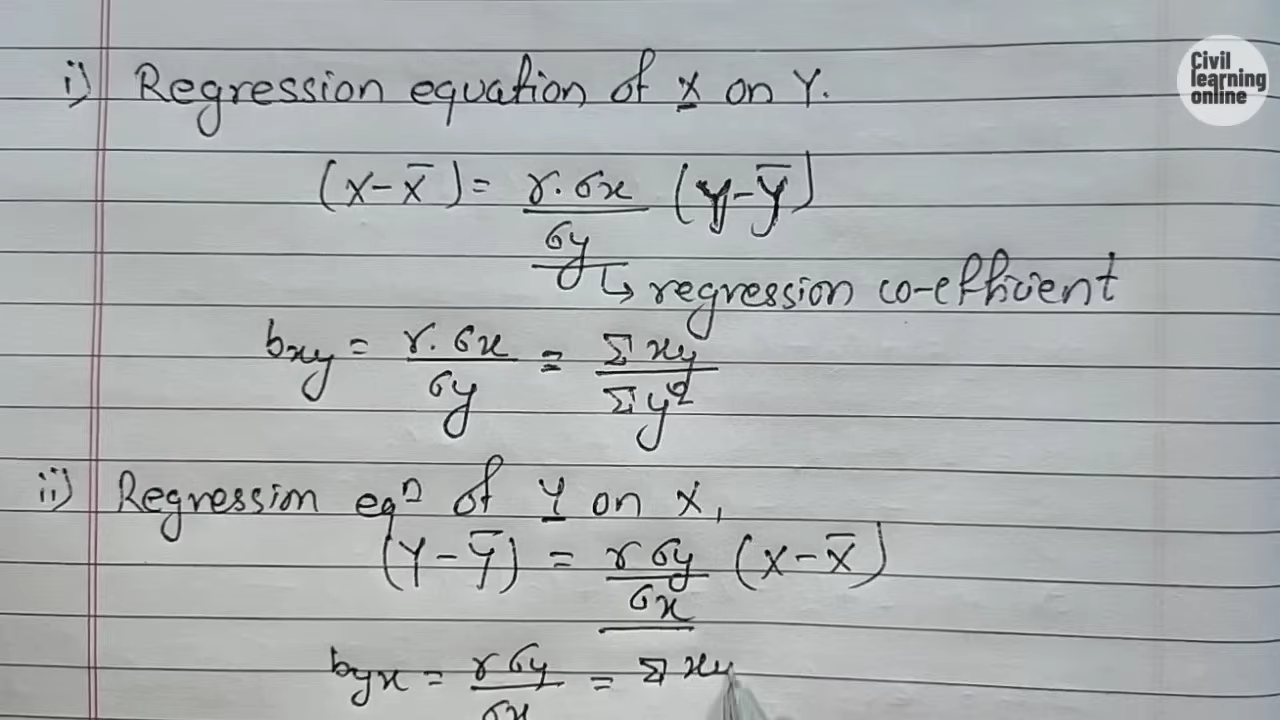 Civil
learning
online
i) Regression equation of X on Y.
(X-X̄) = r.σx/σy (Y-Ȳ)
↳ regression co-efficient
bxy = r.σx/σy = Σxy/Σy²
ii) Regression eqⁿ of Y on X,
(Y-Ȳ) = rσy/σx (X-X̄)
byx = rσy/σx = Σxy